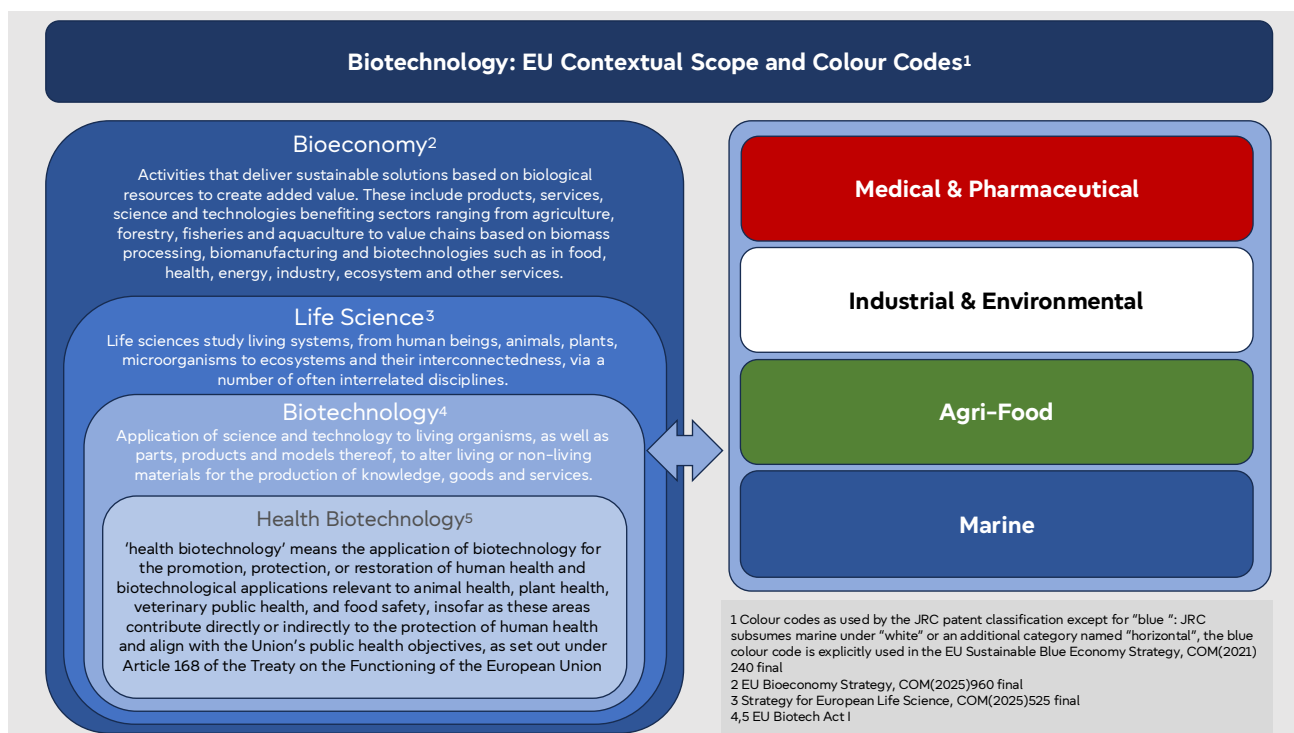 Biotechnology: EU Contextual Scope and Colour Codes1
Bioeconomy2
Activities that deliver sustainable solutions based on biological
resources to create added value. These include products, services,
science and technologies benefiting sectors ranging from agriculture,
forestry, fisheries and aquaculture to value chains based on biomass
processing, biomanufacturing and biotechnologies such as in food,
health, energy, industry, ecosystem and other services.
Life Science3
Life sciences study living systems, from human beings, animals, plants,
microorganisms to ecosystems and their interconnectedness, via a
number of often interrelated disciplines.
Biotechnology4
Application of science and technology to living organisms, as well as
parts, products and models thereof, to alter living or non-living
materials for the production of knowledge, goods and services.
Health Biotechnology5
'health biotechnology' means the application of biotechnology for
the promotion, protection, or restoration of human health and
biotechnological applications relevant to animal health, plant health,
veterinary public health, and food safety, insofar as these areas
contribute directly or indirectly to the protection of human health
and align with the Union's public health objectives, as set out under
Article 168 of the Treaty on the Functioning of the European Union
Medical & Pharmaceutical
Industrial & Environmental
Agri-Food
Marine
1 Colour codes as used by the JRC patent classification except for "blue ": JRC
subsumes marine under "white" or an additional category named "horizontal", the blue
colour code is explicitly used in the EU Sustainable Blue Economy Strategy, COM(2021)
240 final
2 EU Bioeconomy Strategy, COM(2025)960 final
3 Strategy for European Life Science, COM(2025)525 final
4,5 EU Biotech Act I